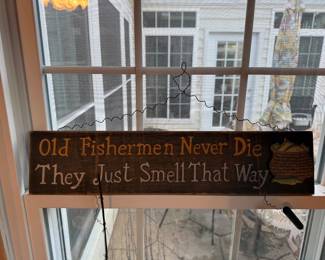 Old Fishermen Never Die
They Just Smell That Way